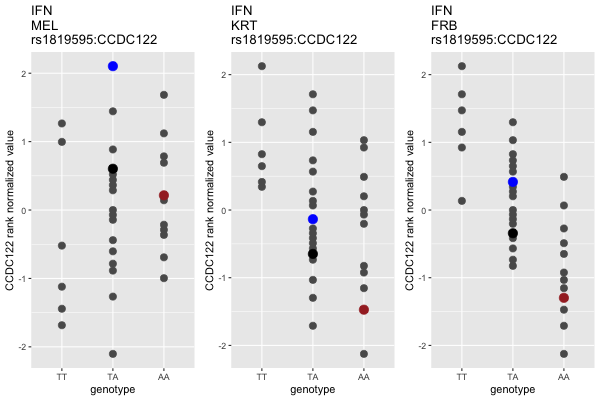 IFN
MEL
rs1819595:CCDC122
CCDC122 rank normalized value
2
1
0
-1
-2
TT
TA
AA
genotype
IFN
KRT
rs1819595:CCDC122
CCDC122 rank normalized value
2
1
0
-1
-2
TT
TA
AA
genotype
IFN
FRB
rs1819595:CCDC122
CCDC122 rank normalized value
2
1
0
-1
-2
TT
TA
AA
genotype